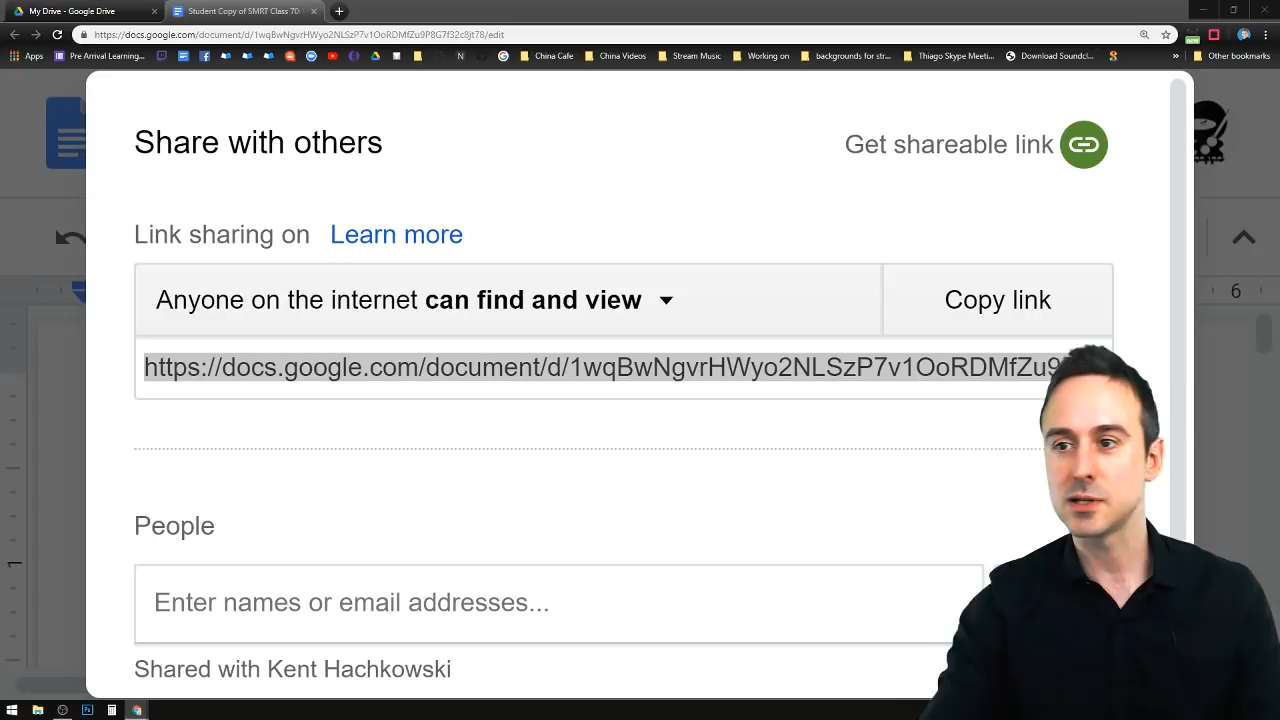 My Drive - Google Drive
Student Copy of SMRT Class 70:
https://docs.google.com/document/d/1wqBwNgvrHWyo2NLSzP7v1OoRDMfZu9P8G7f32c8jt78/edit
Apps Pre Arrival Learning... China Cafe China Videos Stream Music Working on backgrounds for str... Thiago Skype Meeti... Download Soundcl... » Other bookmarks
Share with others
Get shareable link
Link sharing on Learn more
Anyone on the internet can find and view
Copy link
https://docs.google.com/document/d/1wqBwNgvrHWyo2NLSzP7v1OoRDMfZu9
6
1
People
Enter names or email addresses...
Shared with Kent Hachkowski